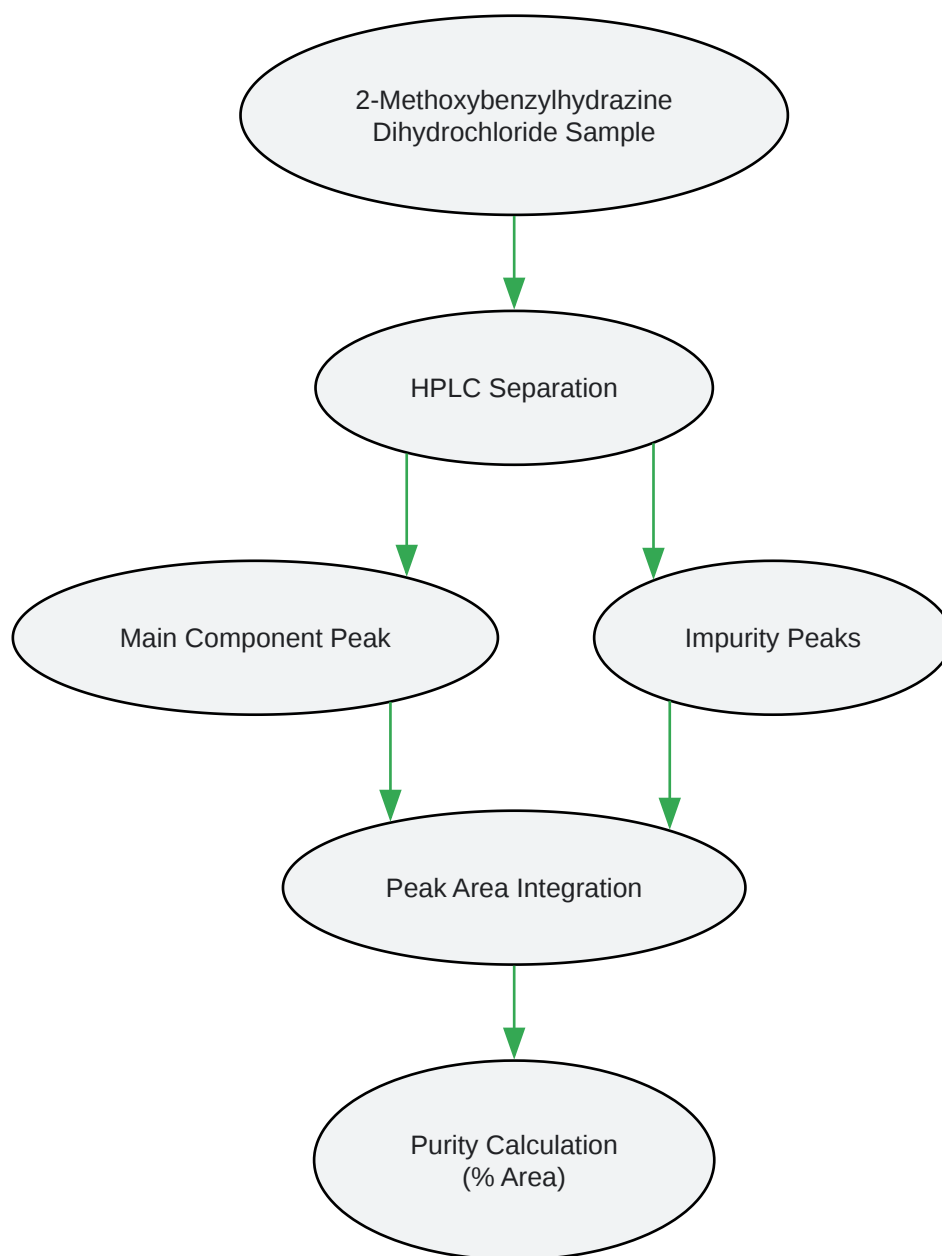 2-Methoxybenzylhydrazine
Dihydrochloride Sample
HPLC Separation
Main Component Peak
Impurity Peaks
Peak Area Integration
Purity Calculation
(% Area)